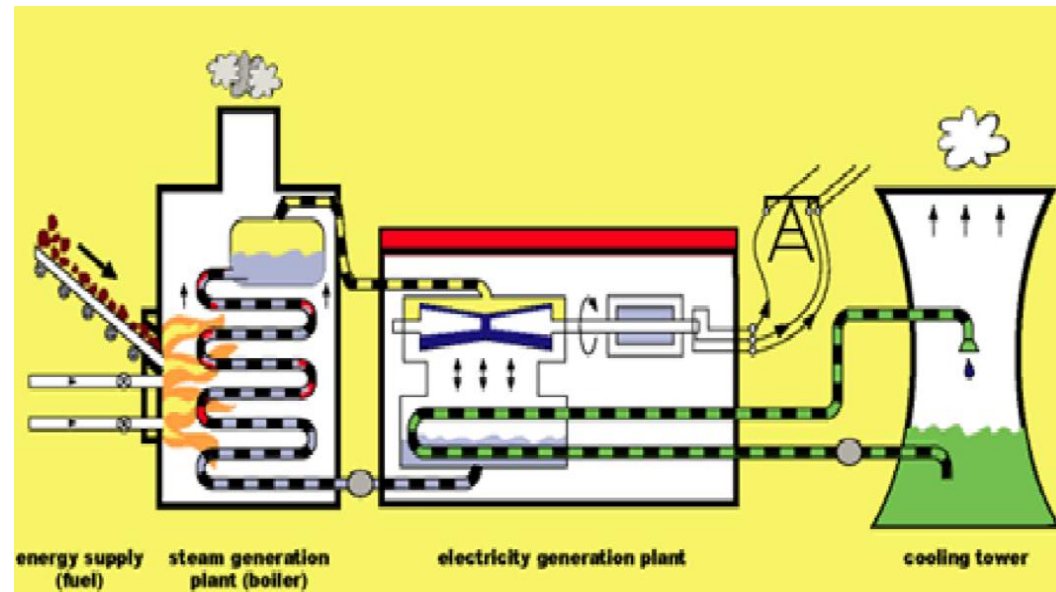 energy supply
(fuel)
steam generation
plant (boiler)
electricity generation plant
cooling tower